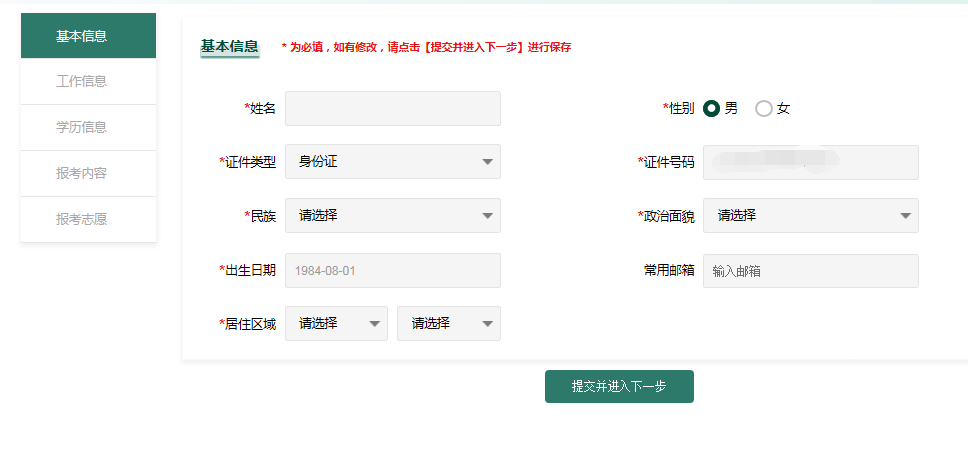 基本信息
工作信息
学历信息
报考内容
报考志愿
基本信息 * 为必填，如有修改，请点击【提交并进入下一步】进行保存
*姓名 *性别 男 女
*证件类型 身份证 *证件号码
*民族 请选择 *政治面貌 请选择
*出生日期 1984-08-01 常用邮箱 输入邮箱
*居住区域 请选择 请选择
提交并进入下一步